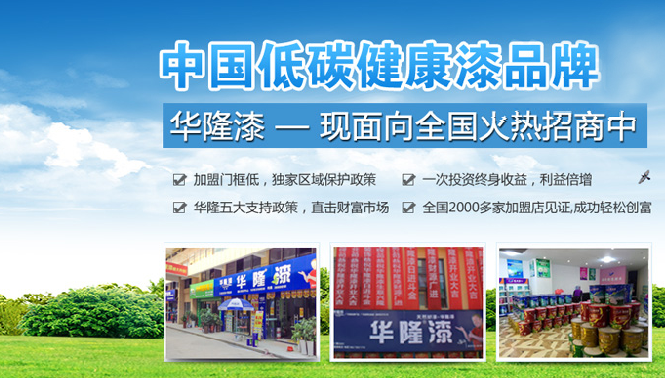 中国低碳健康漆品牌
华隆漆 — 现面向全国火热招商中
加盟门框低，独家区域保护政策
一次投资终身收益，利益倍增
华隆五大支持政策，直击财富市场
全国2000多家加盟店见证,成功轻松创富
华隆漆
华隆漆